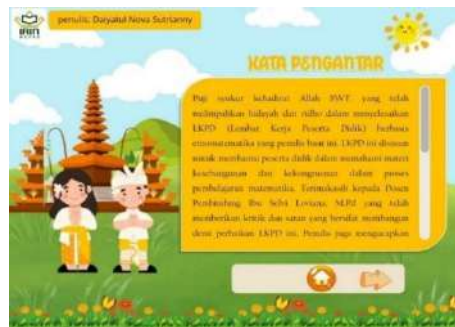 penulis: Daryatul Nova Sutrianny
KATA PENGANTAR
Puji syukur kehadirat Allah SWT. yang telah
melimpahkan hidayah dan ridho dalam menyelesaikan
LKPD (Lembar Kerja Peserta Didik) berbasis
etnomatematika yang penulis buat ini. LKPD ini disusun
untuk membantu peserta didik dalam memahami materi
kesebangunan dan kekongruenan dalam proses
pembelajaran matematika. Terimakasih kepada Dosen
Pembimbing Ibu Selvi Loviana, M.Pd yang telah
memberikan kritik dan saran yang bersifat membangun
demi perbaikan LKPD ini. Penulis juga mengucapkan